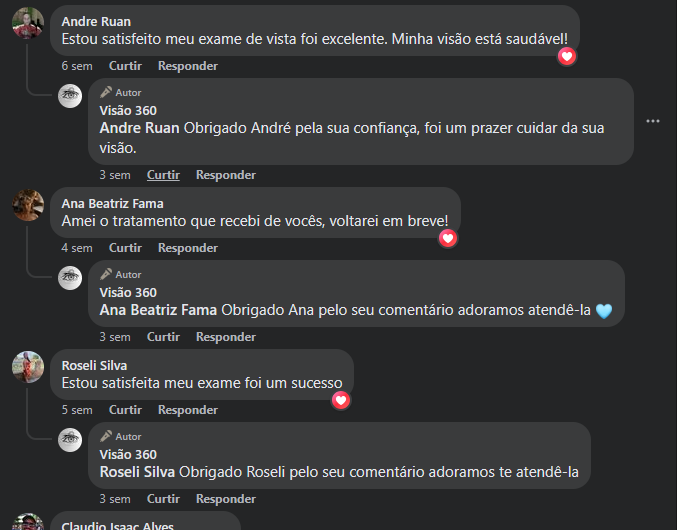 Andre Ruan
Estou satisfeito meu exame de vista foi excelente. Minha visão está saudável!
6 sem Curtir Responder
Autor
Visão 360
Andre Ruan Obrigado André pela sua confiança, foi um prazer cuidar da sua
visão.
3 sem Curtir Responder
Ana Beatriz Fama
Amei o tratamento que recebi de vocês, voltarei em breve!
4 sem Curtir Responder
Autor
Visão 360
Ana Beatriz Fama Obrigado Ana pelo seu comentário adoramos atendê-la 🩵
3 sem Curtir Responder
Roseli Silva
Estou satisfeita meu exame foi um sucesso
5 sem Curtir Responder
Autor
Visão 360
Roseli Silva Obrigado Roseli pelo seu comentário adoramos te atendê-la
3 sem Curtir Responder
Claudio Isaac Alves